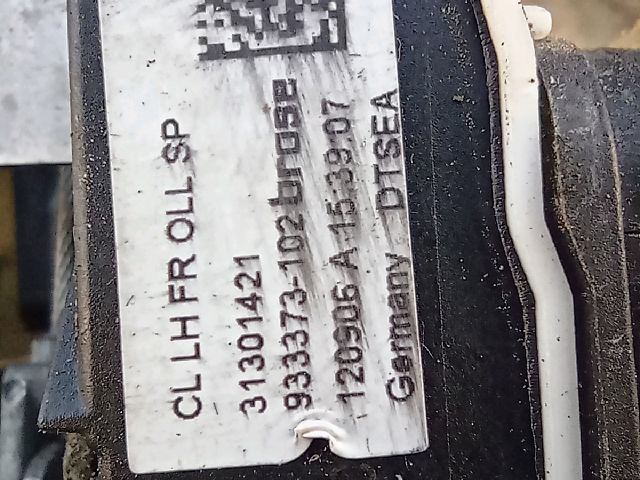 CL LH FR OLL SP
31301421
933373-102 brose
120906 A 15:39:07
Germany DTSEA